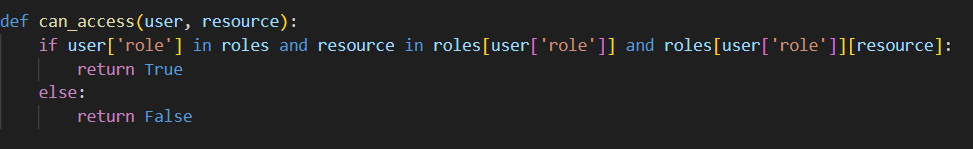 def can_access(user, resource):
    if user['role'] in roles and resource in roles[user['role']] and roles[user['role']][resource]:
        return True
    else:
        return False